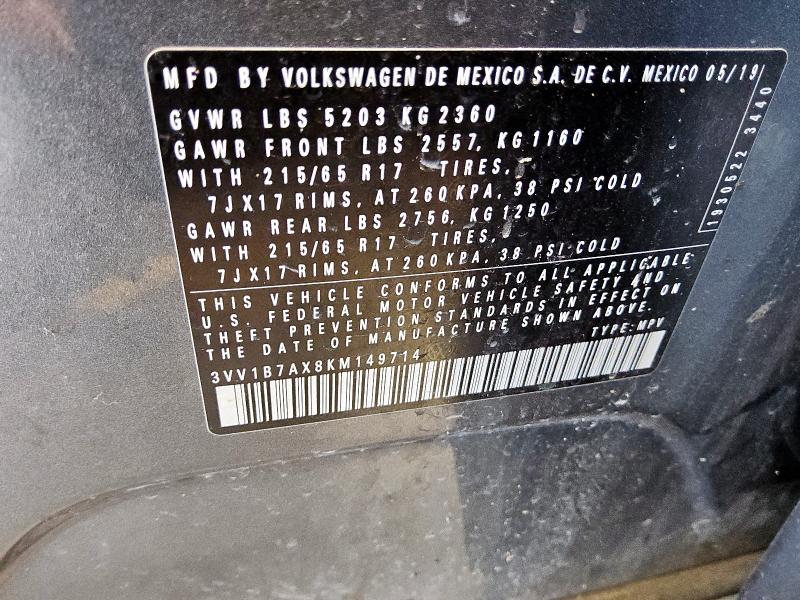 MFD BY VOLKSWAGEN DE MEXICO S.A. DE C.V. MEXICO 05/19
GVWR LBS 5203 KG 2360
GAWR FRONT LBS 2557, KG 1160
WITH 215/65 R17 TIRES,
7JX17 RIMS, AT 260 KPA, 38 PSI COLD
GAWR REAR LBS 2756, KG 1250
WITH 215/65 R17 TIRES,
7JX17 RIMS, AT 260 KPA, 38 PSI COLD
THIS VEHICLE CONFORMS TO ALL APPLICABLE
U.S. FEDERAL MOTOR VEHICLE SAFETY AND
THEFT PREVENTION STANDARDS IN EFFECT ON
THE DATE OF MANUFACTURE SHOWN ABOVE.
TYPE: MPV
3VV1B7AX8KM149714
1930522 3440